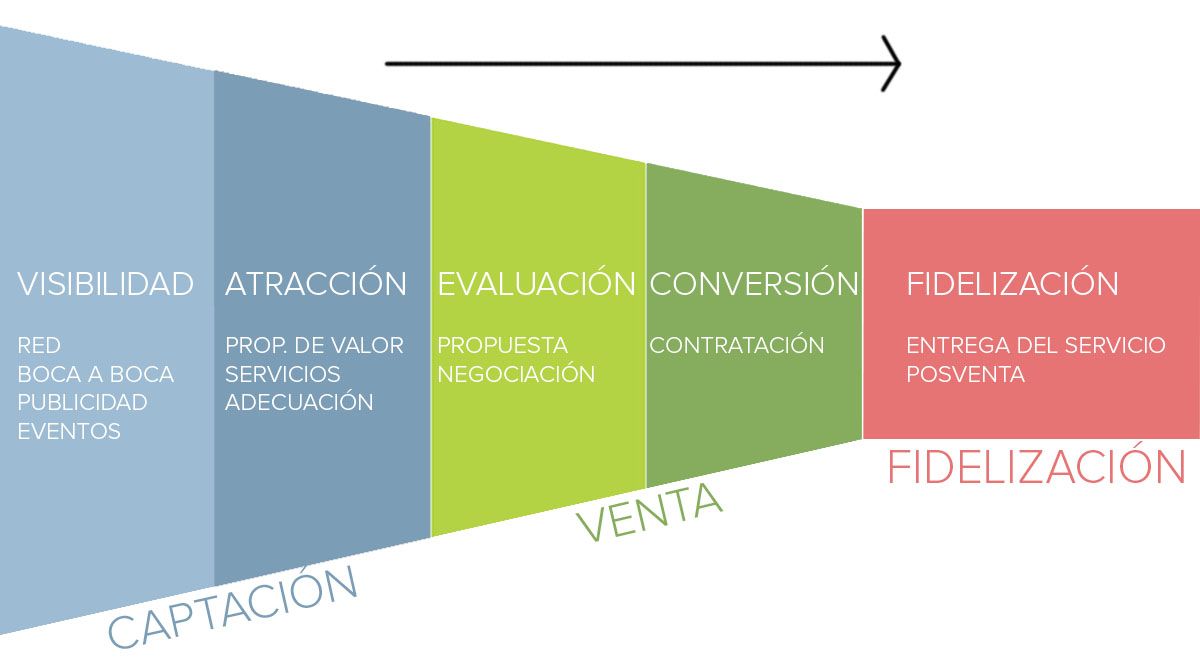 VISIBILIDAD
RED
BOCA A BOCA
PUBLICIDAD
EVENTOS
ATRACCIÓN
PROP. DE VALOR
SERVICIOS
ADECUACIÓN
EVALUACIÓN
PROPUESTA
NEGOCIACIÓN
CONVERSIÓN
CONTRATACIÓN
FIDELIZACIÓN
ENTREGA DEL SERVICIO
POSVENTA
CAPTACIÓN
VENTA
FIDELIZACIÓN